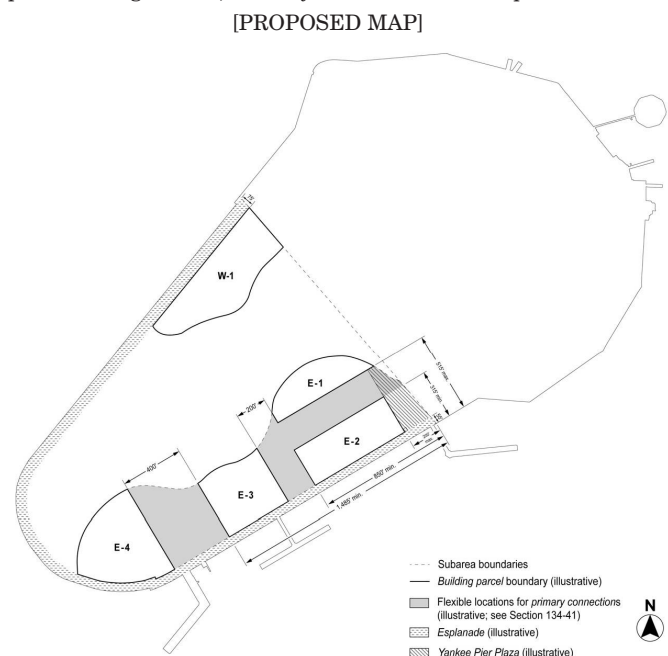 [PROPOSED MAP]
W-1
515' min.
E-1
315' min.
200'
E-2
850' min.
400'
E-3
1,485' min.
E-4
Subarea boundaries
Building parcel boundary (illustrative)
Flexible locations for primary connections
(illustrative; see Section 134-41)
N
Esplanade (illustrative)
Yankee Pier Plaza (illustrative)